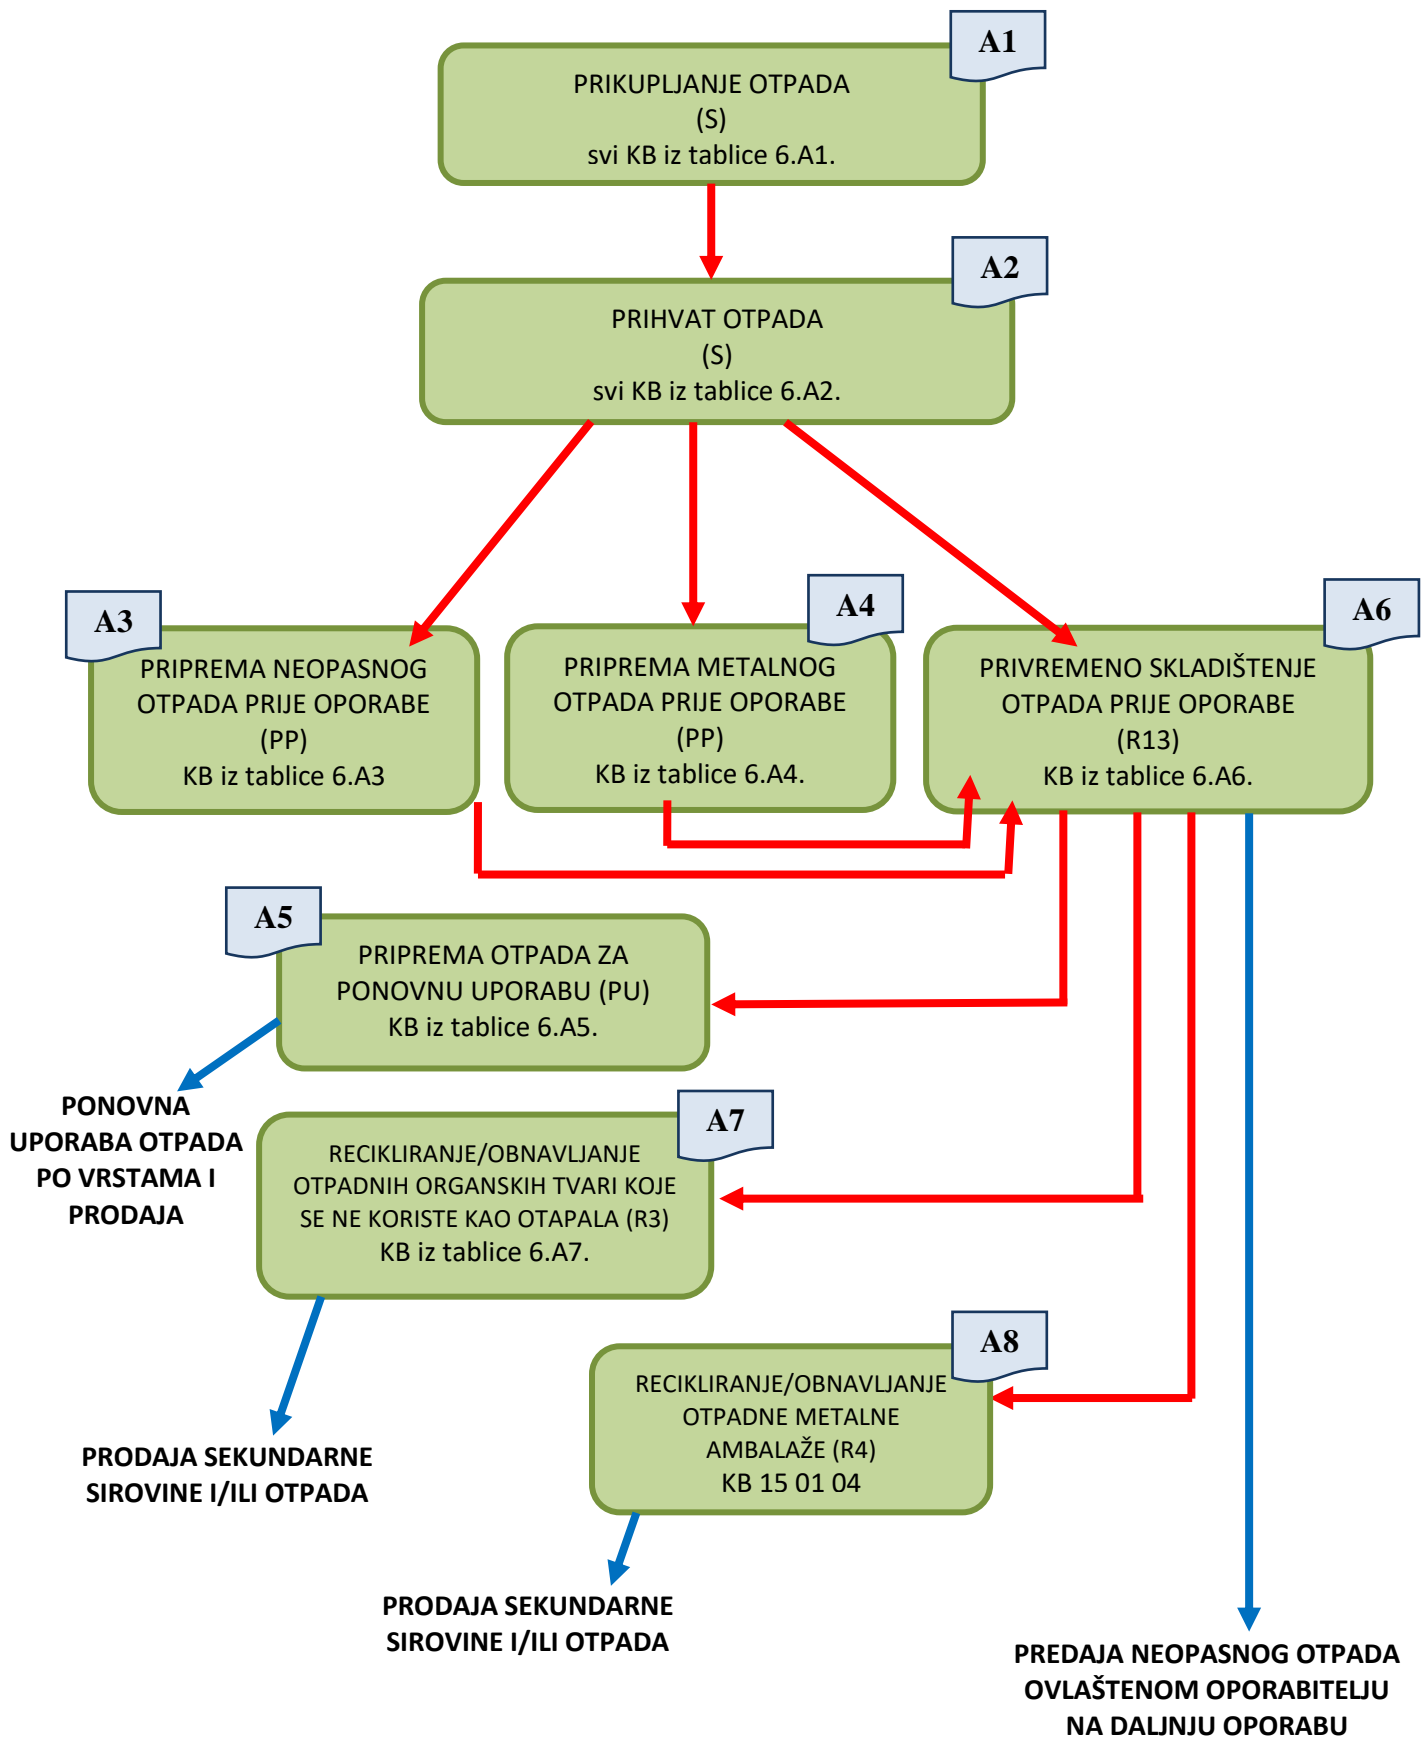 A1
PRIKUPLJANJE OTPADA
(S)
svi KB iz tablice 6.A1.
A2
PRIHVAT OTPADA
(S)
svi KB iz tablice 6.A2.
A3
PRIPREMA NEOPASNOG
OTPADA PRIJE OPORABE
(PP)
KB iz tablice 6.A3
A4
PRIPREMA METALNOG
OTPADA PRIJE OPORABE
(PP)
KB iz tablice 6.A4.
A6
PRIVREMENO SKLADIŠTENJE
OTPADA PRIJE OPORABE
(R13)
KB iz tablice 6.A6.
A5
PRIPREMA OTPADA ZA
PONOVNU UPORABU (PU)
KB iz tablice 6.A5.
PONOVNA
UPORABA OTPADA
PO VRSTAMA I
PRODAJA
A7
RECIKLIRANJE/OBNAVLJANJE
OTPADNIH ORGANSKIH TVARI KOJE
SE NE KORISTE KAO OTAPALA (R3)
KB iz tablice 6.A7.
PRODAJA SEKUNDARNE
SIROVINE I/ILI OTPADA
A8
RECIKLIRANJE/OBNAVLJANJE
OTPADNE METALNE
AMBALAŽE (R4)
KB 15 01 04
PRODAJA SEKUNDARNE
SIROVINE I/ILI OTPADA
PREDAJA NEOPASNOG OTPADA
OVLAŠTENOM OPORABITELJU
NA DALJNJU OPORABU